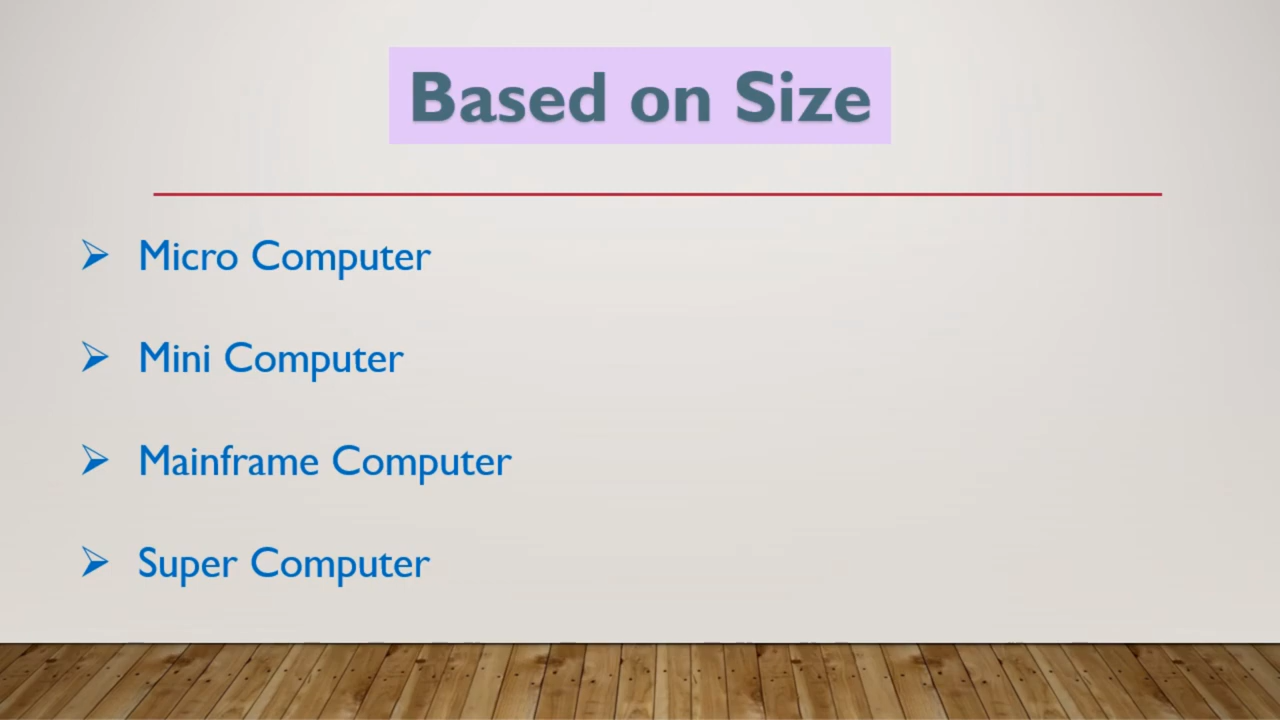 Based on Size
Micro Computer
Mini Computer
Mainframe Computer
Super Computer